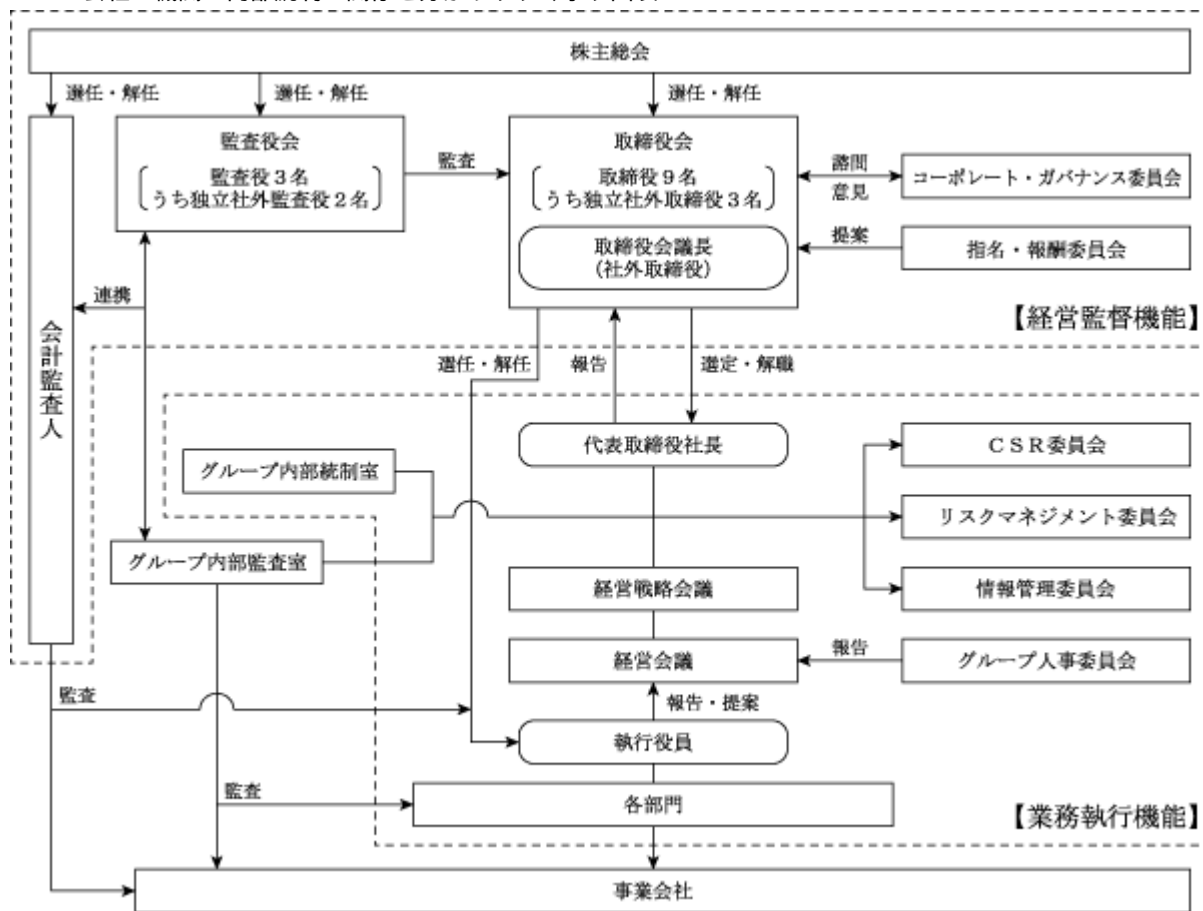 株主総会
選任・解任
選任・解任
選任・解任
監査役会
監査役3名
うち独立社外監査役2名
監査
取締役会
取締役9名
うち独立社外取締役3名
取締役会議長
(社外取締役)
諮問
意見
コーポレート・ガバナンス委員会
提案
指名・報酬委員会
連携
【経営監督機能】
会計監査人
選任・解任
報告
選定・解職
代表取締役社長
CSR委員会
グループ内部統制室
リスクマネジメント委員会
グループ内部監査室
経営戦略会議
情報管理委員会
経営会議
報告
グループ人事委員会
監査
報告・提案
執行役員
監査
各部門
【業務執行機能】
事業会社